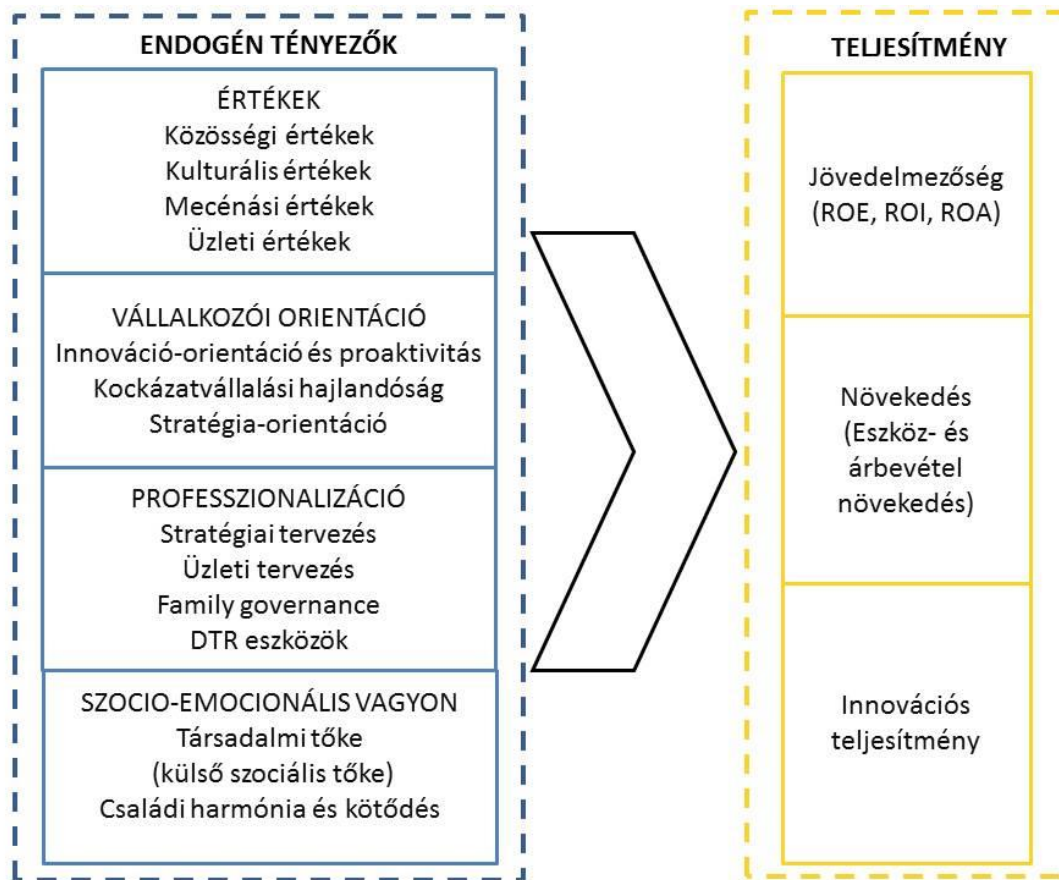 ENDOGÉN TÉNYEZŐK
ÉRTÉKEK
Közösségi értékek
Kulturális értékek
Mecénási értékek
Üzleti értékek
VÁLLALKOZÓI ORIENTÁCIÓ
Innováció-orientáció és proaktivitás
Kockázatvállalási hajlandóság
Stratégia-orientáció
PROFESSZIONALIZÁCIÓ
Stratégiai tervezés
Üzleti tervezés
Family governance
DTR eszközök
SZOCIO-EMOCIONÁLIS VAGYON
Társadalmi tőke
(külső szociális tőke)
Családi harmónia és kötődés
TELJESÍTMÉNY
Jövedelmezőség
(ROE, ROI, ROA)
Növekedés
(Eszköz- és
árbevétel
növekedés)
Innovációs
teljesítmény